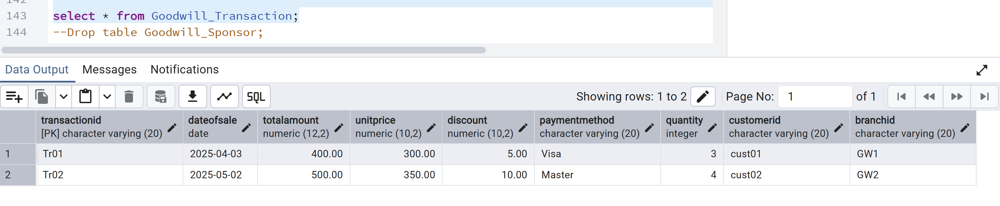 142
143 select * from Goodwill_Transaction;
144 --Drop table Goodwill_Sponsor;
Data Output Messages Notifications
SQL Showing rows: 1 to 2 Page No: 1 of 1
transactionid dateofsale totalamount unitprice discount paymentmethod quantity customerid branchid
[PK] character varying (20) date numeric (12,2) numeric (10,2) numeric (10,2) character varying (20) integer character varying (20) character varying (20)
1 Tr01 2025-04-03 400.00 300.00 5.00 Visa 3 cust01 GW1
2 Tr02 2025-05-02 500.00 350.00 10.00 Master 4 cust02 GW2